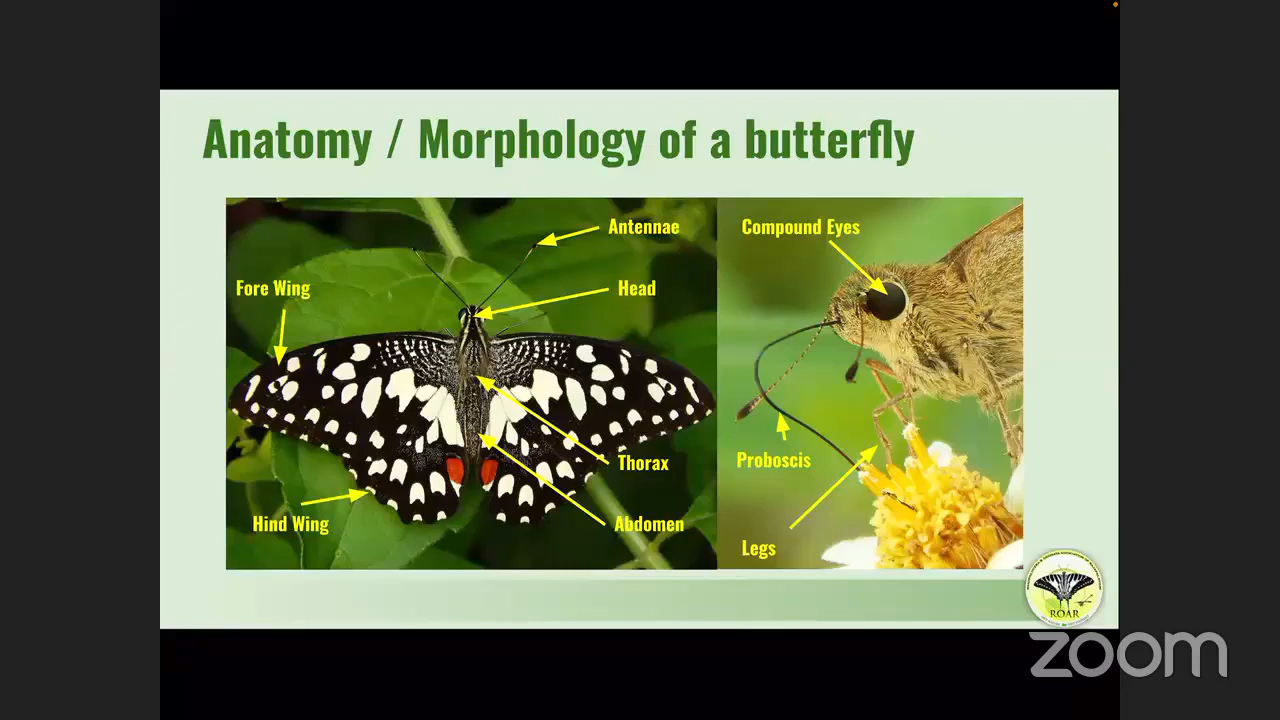 Anatomy / Morphology of a butterfly
Antennae
Compound Eyes
Fore Wing
Head
Thorax
Proboscis
Hind Wing
Abdomen
Legs
ROAR
zoom